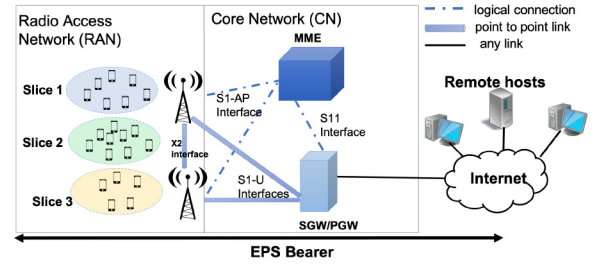 Radio Access
Network (RAN)
Core Network (CN)
logical connection
point to point link
any link
MME
Remote hosts
Slice 1
S1-AP
Interface
S11
Interface
Slice 2
X2
interface
Internet
Slice 3
S1-U
Interfaces
SGW/PGW
EPS Bearer